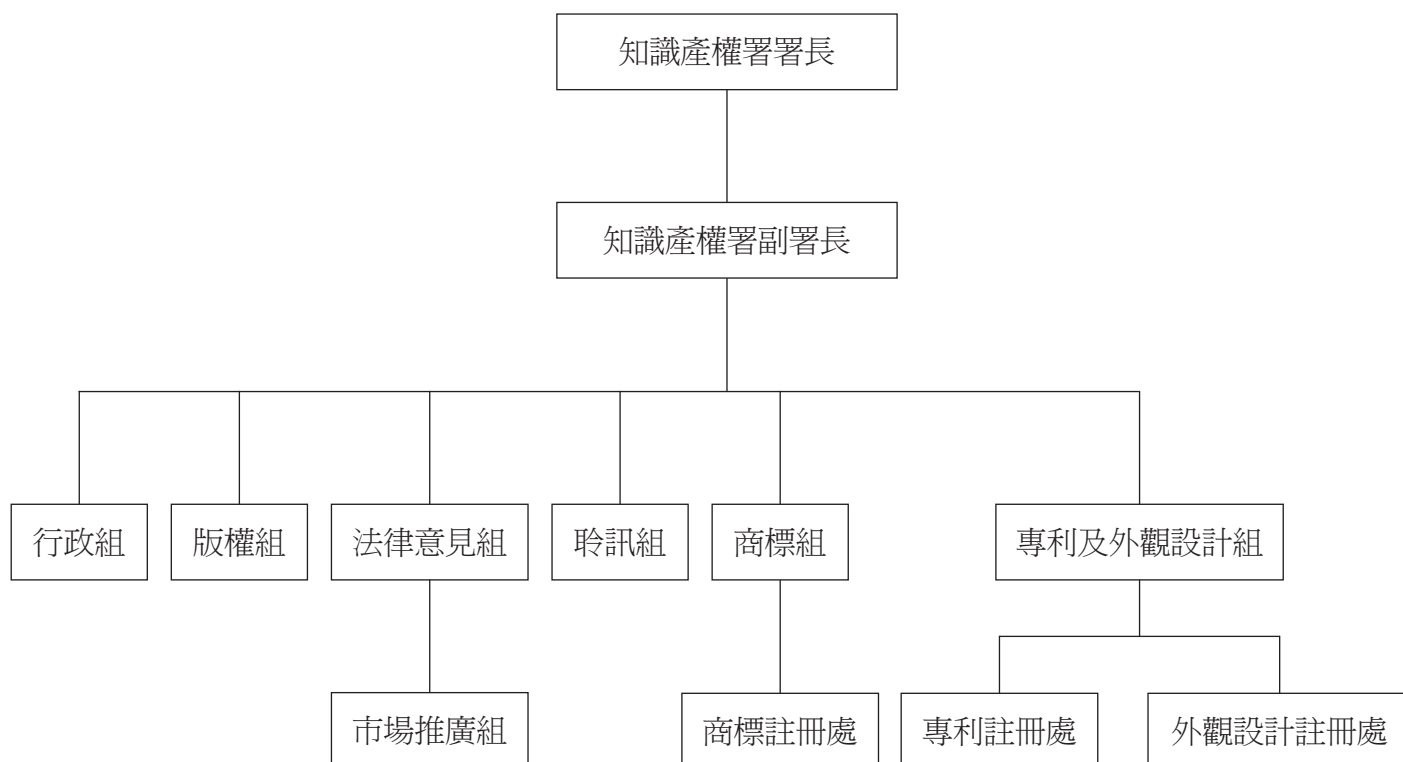 知識產權署署長
知識產權署副署長
行政組
版權組
法律意見組
聆訊組
商標組
專利及外觀設計組
市場推廣組
商標註冊處
專利註冊處
外觀設計註冊處